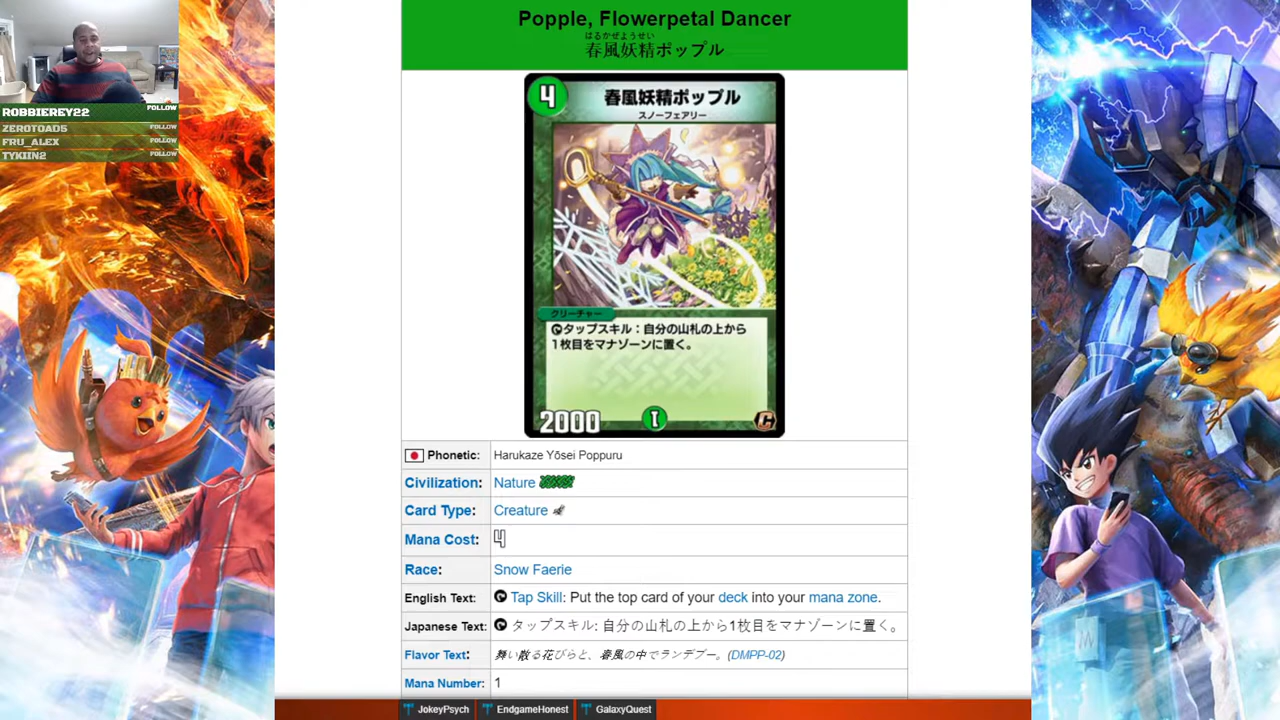 ROBBIEREY22 FOLLOW
ZEROTOAD5 FOLLOW
FRU_ALEX FOLLOW
TYKIIN2 FOLLOW
Popple, Flowerpetal Dancer
はるかぜようせい
春風妖精ポップル
4
春風妖精ポップル
スノーフェアリー
クリーチャー
タップスキル：自分の山札の上から
1枚目をマナゾーンに置く。
2000 1 C
Phonetic: Harukaze Yōsei Poppuru
Civilization: Nature
Card Type: Creature
Mana Cost: 4
Race: Snow Faerie
English Text: Tap Skill: Put the top card of your deck into your mana zone.
Japanese Text: タップスキル: 自分の山札の上から1枚目をマナゾーンに置く。
Flavor Text: 舞い散る花びらと、春風の中でランデブー。(DMPP-02)
Mana Number: 1
JokeyPsych EndgameHonest GalaxyQuest